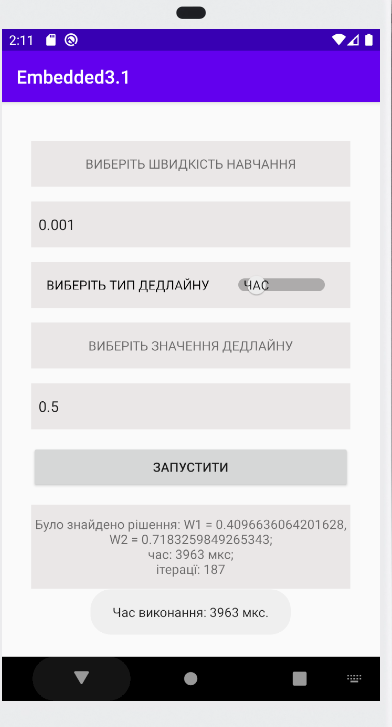 2:11
Embedded3.1
ВИБЕРІТЬ ШВИДКІСТЬ НАВЧАННЯ
0.001
ВИБЕРІТЬ ТИП ДЕДЛАЙНУ ЧАС
ВИБЕРІТЬ ЗНАЧЕННЯ ДЕДЛАЙНУ
0.5
ЗАПУСТИТИ
Було знайдено рішення: W1 = 0.4096636064201628,
W2 = 0.7183259849265343;
час: 3963 мкс;
ітерацї: 187
Час виконання: 3963 мкс.